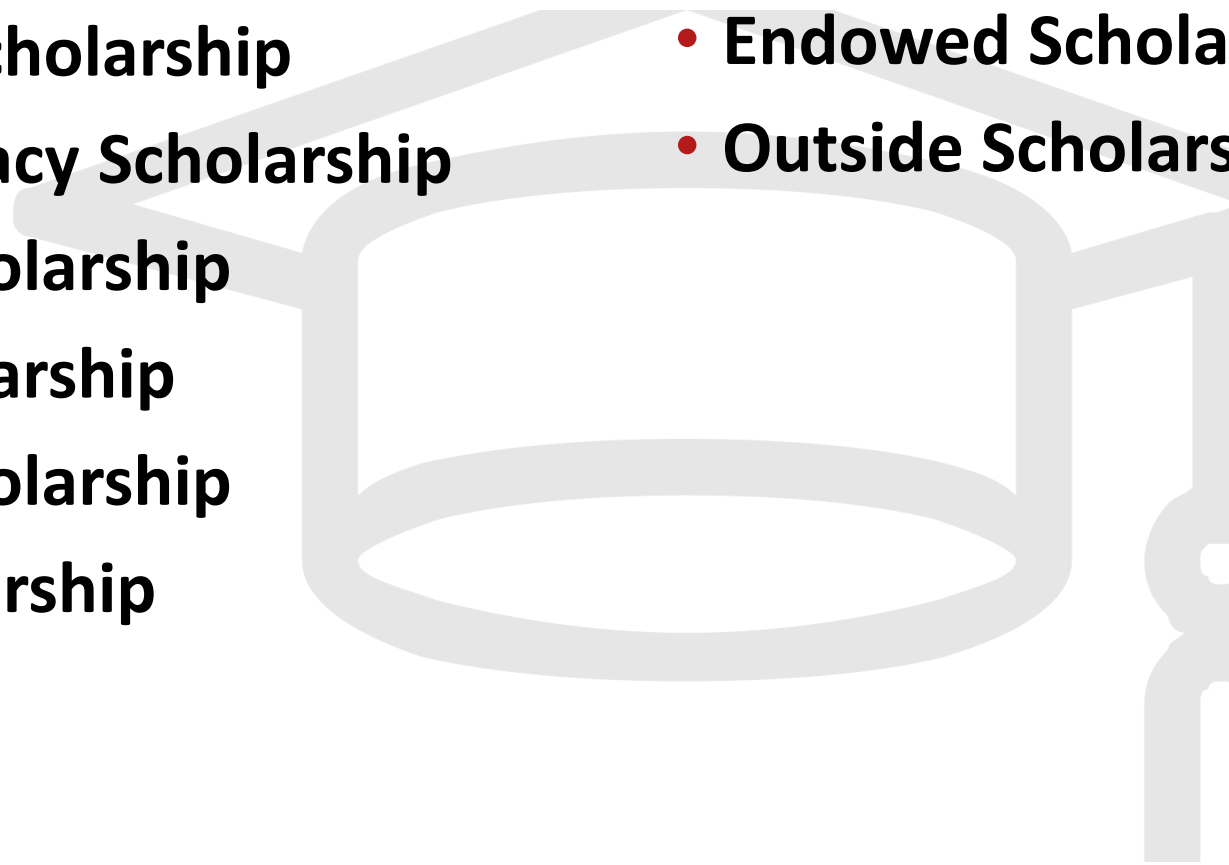 cholarship
acy Scholarship
olarship
arship
olarship
rship
• Endowed Schola
• Outside Scholars